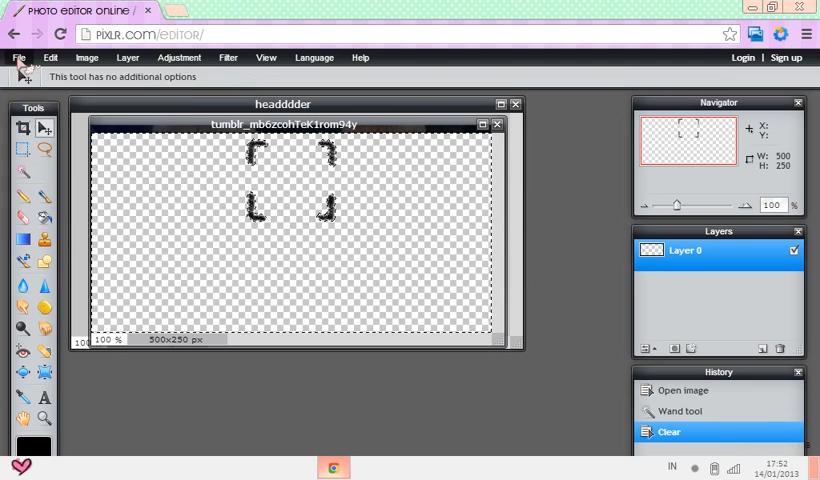 PHOTO EDITOR ONLINE /
PIXLR.COM/EDITOR/
File Edit Image Layer Adjustment Filter View Language Help Login | Sign up
This tool has no additional options
Tools
headddder
tumblr_mb6zcohTeK1rom94y
100 % 500x250 px
100
Navigator
X:
Y:
W: 500
H: 250
100 %
Layers
Layer 0
History
Open image
Wand tool
Clear
IN
17:52
14/01/2013